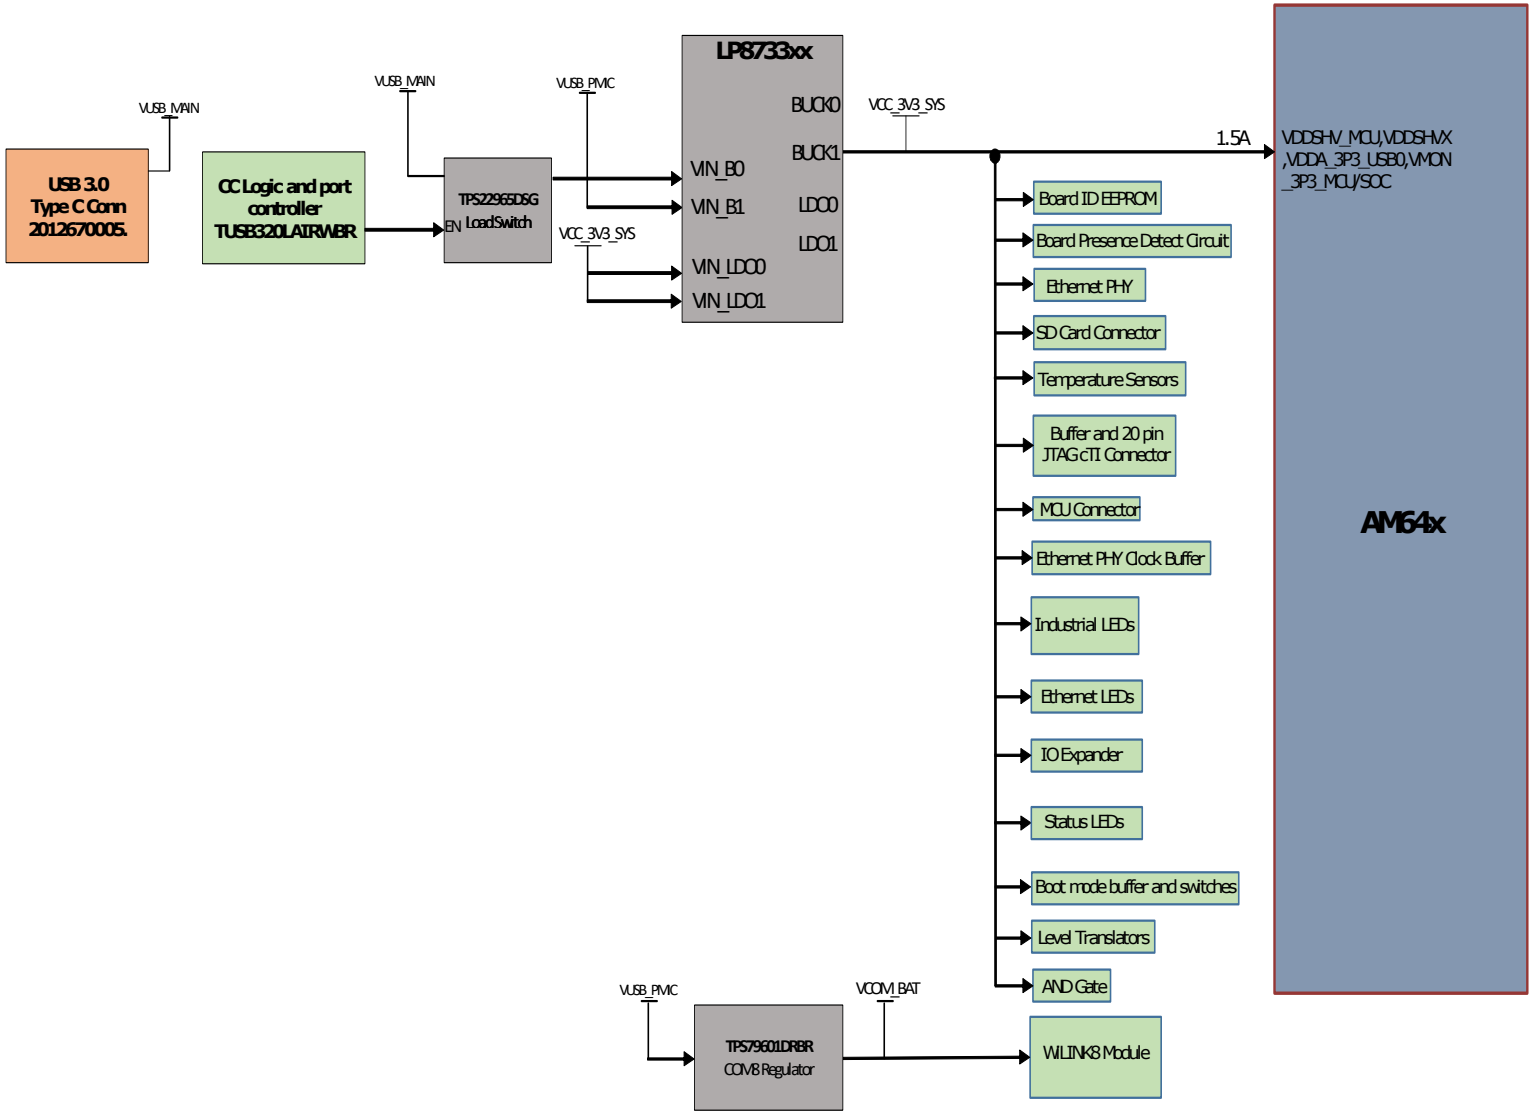 VUSB_MAIN
USB 3.0
Type C Conn
2012670005.
CC Logic and port
controller
TUSB320LAIRWBR
VUSB_MAIN
TPS22965DSG
Load Switch
EN
VUSB_PMIC
VCC_3V3_SYS
LP8733xx
BUCK0
BUCK1
LDO0
LDO1
VIN_B0
VIN_B1
VIN_LDO0
VIN_LDO1
VCC_3V3_SYS
1.5A
VDDSHV_MCU,VDDSHVX
,VDDA_3P3_USB0,VMON
_3P3_MCU/SOC
AM64x
Board ID EEPROM
Board Presence Detect Circuit
Ethernet PHY
SD Card Connector
Temperature Sensors
Buffer and 20 pin
JTAG cTI Connector
MCU Connector
Ethernet PHY Clock Buffer
Industrial LEDs
Ethernet LEDs
IO Expander
Status LEDs
Boot mode buffer and switches
Level Translators
AND Gate
VUSB_PMIC
TPS79601DRBR
COM8 Regulator
VCOM_BAT
WILINK8 Module